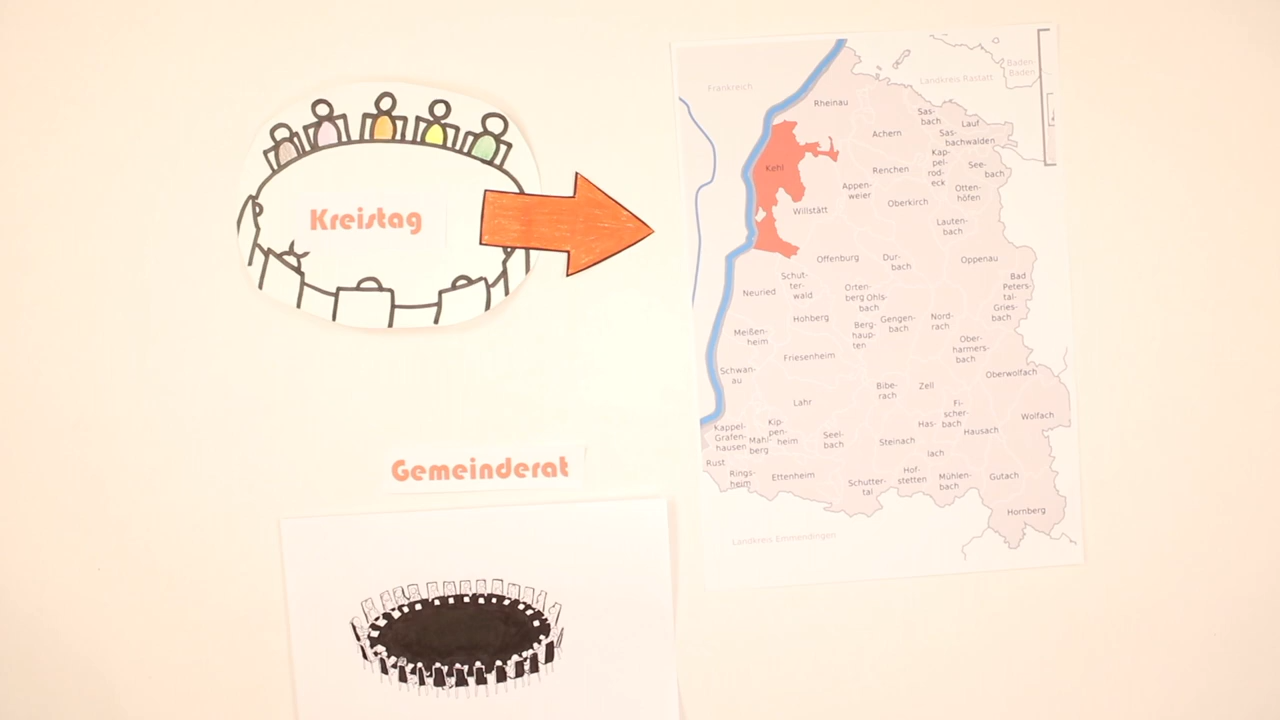 Kreistag
Gemeinderat
Frankreich
Landkreis Rastatt
Baden
Baden
Rheinau
Sas-
bach
Lauf
Achern
Sas-
bachwalden
Kehl
Kap-
pel-
rod-
eck
See-
bach
Renchen
Appen-
weier
Otten-
höfen
Oberkirch
Willstätt
Lauten-
bach
Offenburg
Dur-
bach
Oppenau
Schut-
ter-
wald
Neuried
Orten-
berg
Ohls-
bach
Bad
Peters-
tal-
Gries-
bach
Hohberg
Gengen-
bach
Nord-
rach
Meißen-
heim
Berg-
haup-
ten
Ober-
harmers-
bach
Friesenheim
Schwan-
au
Oberwolfach
Bibe-
rach
Zell
Lahr
Fi-
scher-
bach
Wolfach
Kappel-
Grafen-
hausen
Kip-
pen-
heim
Mahl-
berg
Seel-
bach
Has-
lach
Hausach
Steinach
Rust
Rings-
heim
Ettenheim
Schutter-
tal
Hof-
stetten
Mühlen-
bach
Gutach
Hornberg
Landkreis Emmendingen